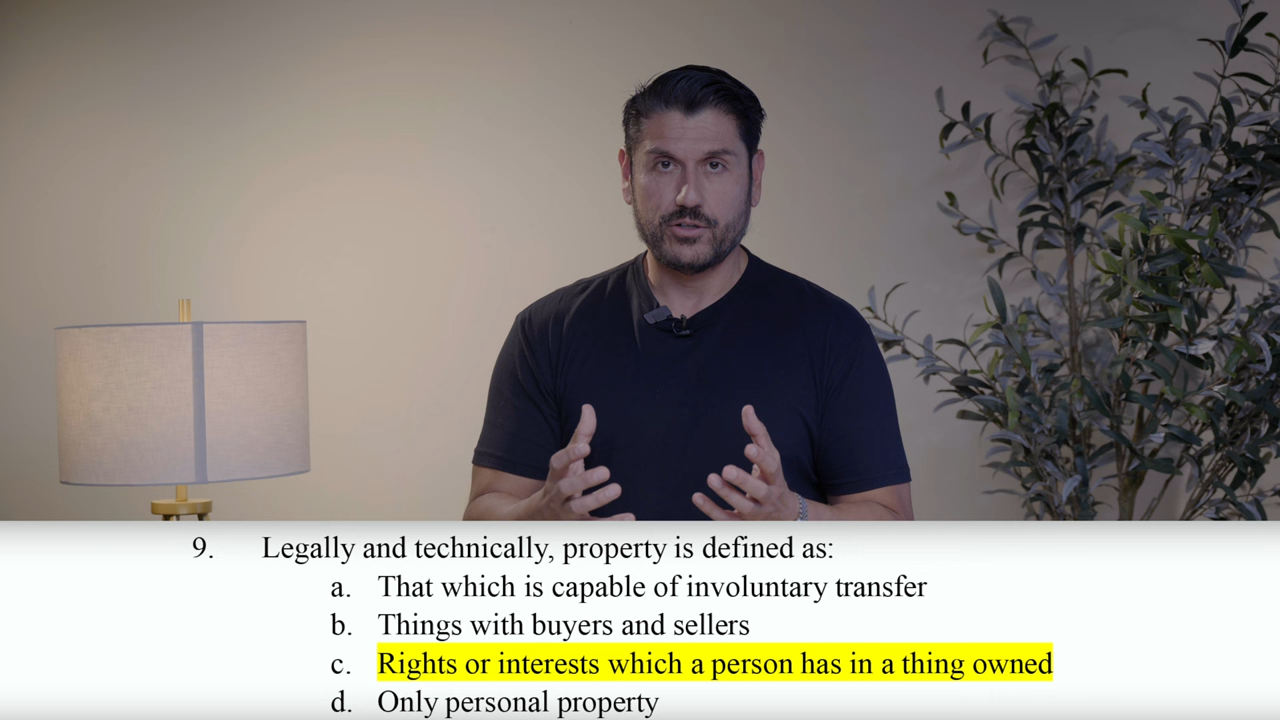 9. Legally and technically, property is defined as:
a. That which is capable of involuntary transfer
b. Things with buyers and sellers
c. Rights or interests which a person has in a thing owned
d. Only personal property